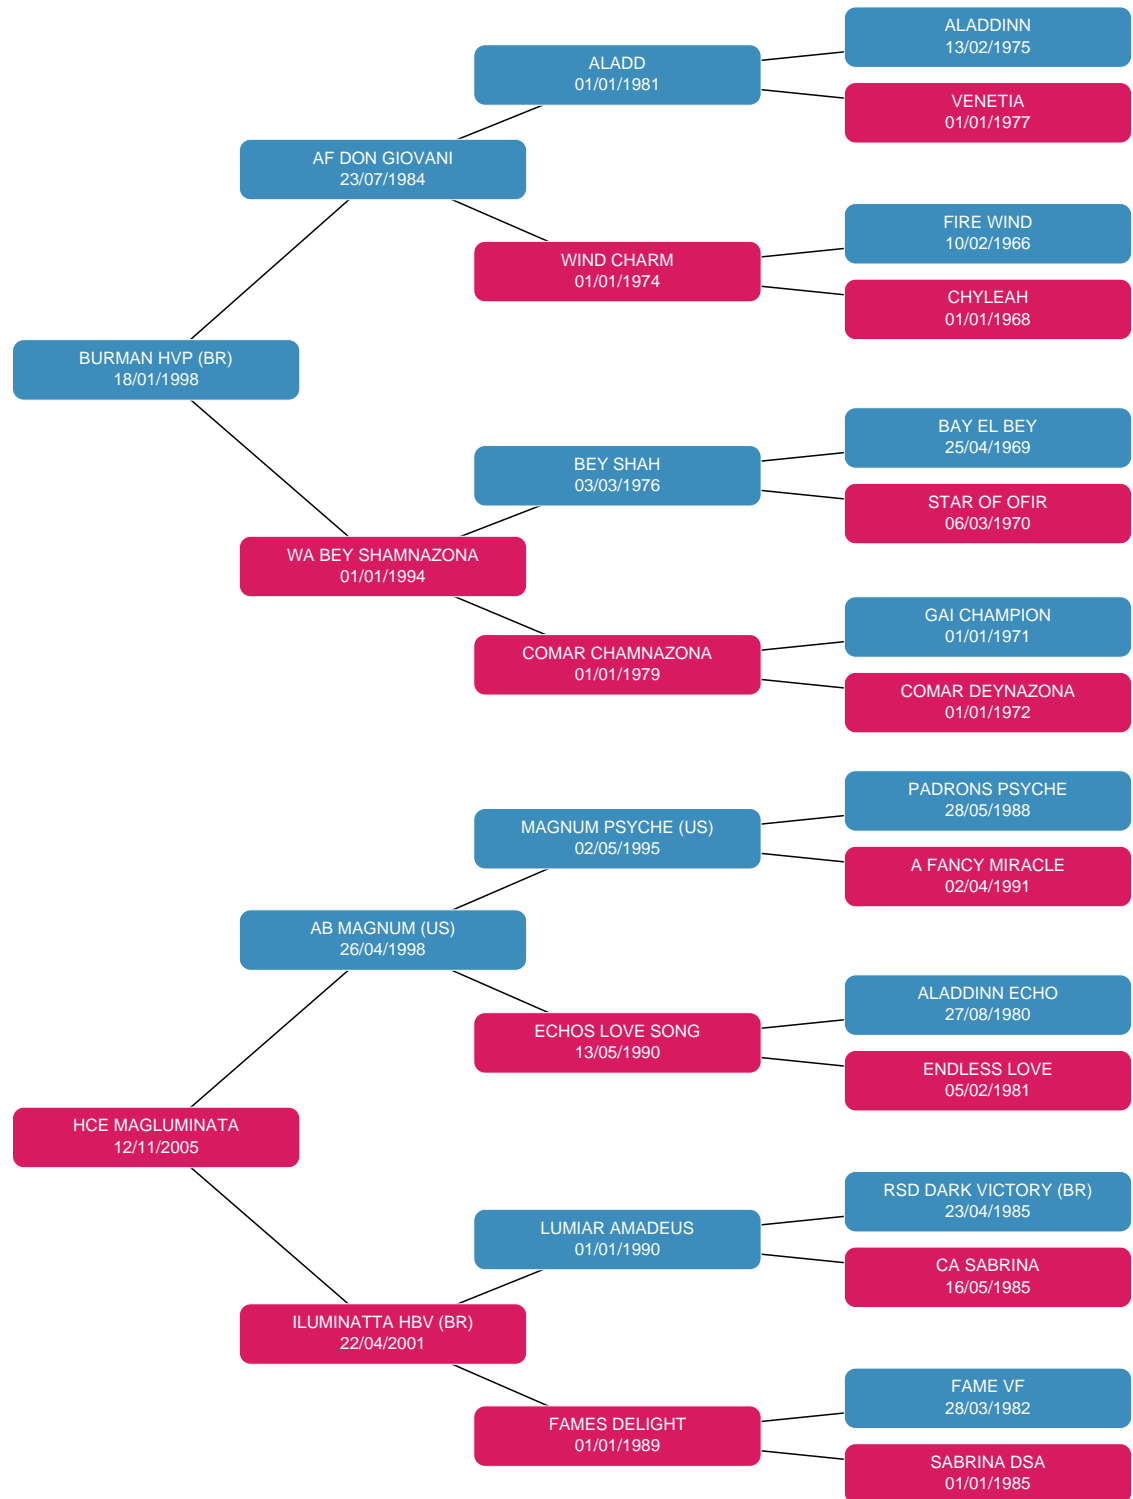 ALADDINN
13/02/1975
ALADD
01/01/1981
VENETIA
01/01/1977
AF DON GIOVANI
23/07/1984
FIRE WIND
10/02/1966
WIND CHARM
01/01/1974
CHYLEAH
01/01/1968
BURMAN HVP (BR)
18/01/1998
BAY EL BEY
25/04/1969
BEY SHAH
03/03/1976
STAR OF OFIR
06/03/1970
WA BEY SHAMNAZONA
01/01/1994
GAI CHAMPION
01/01/1971
COMAR CHAMNAZONA
01/01/1979
COMAR DEYNAZONA
01/01/1972
PADRONS PSYCHE
28/05/1988
MAGNUM PSYCHE (US)
02/05/1995
A FANCY MIRACLE
02/04/1991
AB MAGNUM (US)
26/04/1998
ALADDINN ECHO
27/08/1980
ECHOS LOVE SONG
13/05/1990
ENDLESS LOVE
05/02/1981
HCE MAGLUMINATA
12/11/2005
RSD DARK VICTORY (BR)
23/04/1985
LUMIAR AMADEUS
01/01/1990
CA SABRINA
16/05/1985
ILUMINATTA HBV (BR)
22/04/2001
FAME VF
28/03/1982
FAMES DELIGHT
01/01/1989
SABRINA DSA
01/01/1985